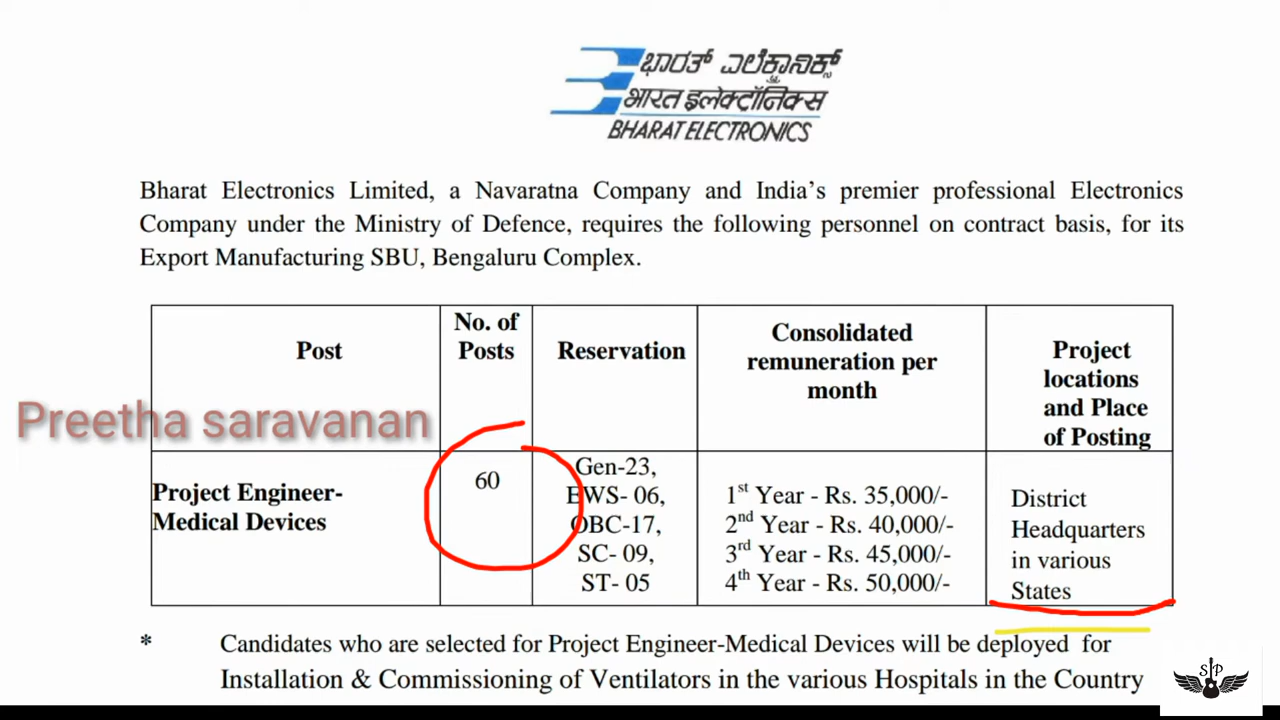 ಭಾರತ್ ಎಲೆಕ್ಟ್ರಾನಿಕ್ಸ್
भारत इलेक्ट्रॉनिक्स
BHARAT ELECTRONICS
Bharat Electronics Limited, a Navaratna Company and India’s premier professional Electronics
Company under the Ministry of Defence, requires the following personnel on contract basis, for its
Export Manufacturing SBU, Bengaluru Complex.
Post
No. of
Posts
Reservation
Consolidated
remuneration per
month
Project
locations
and Place
of Posting
Preetha saravanan
Project Engineer-
Medical Devices
60
Gen-23,
EWS- 06,
OBC-17,
SC- 09,
ST- 05
1st Year - Rs. 35,000/-
2nd Year - Rs. 40,000/-
3rd Year - Rs. 45,000/-
4th Year - Rs. 50,000/-
District
Headquarters
in various
States
* Candidates who are selected for Project Engineer-Medical Devices will be deployed for
Installation & Commissioning of Ventilators in the various Hospitals in the Country
SP